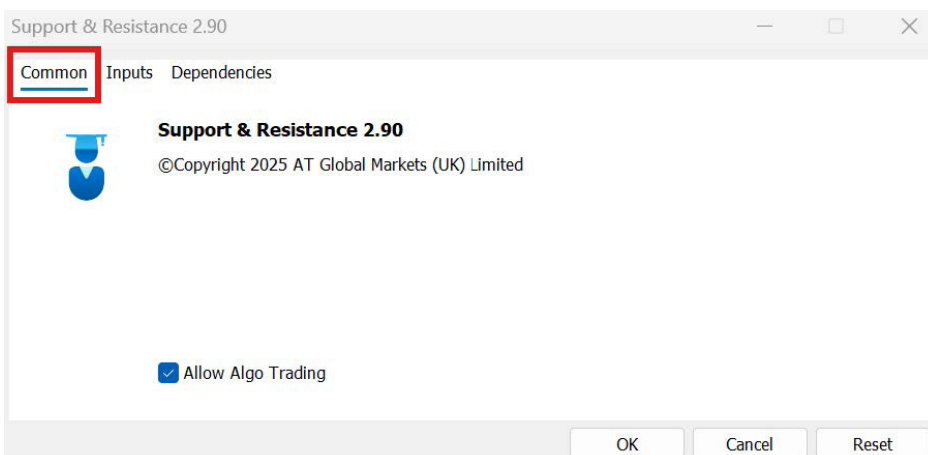 Support & Resistance 2.90
Common Inputs Dependencies
Support & Resistance 2.90
©Copyright 2025 AT Global Markets (UK) Limited
Allow Algo Trading
OK Cancel Reset